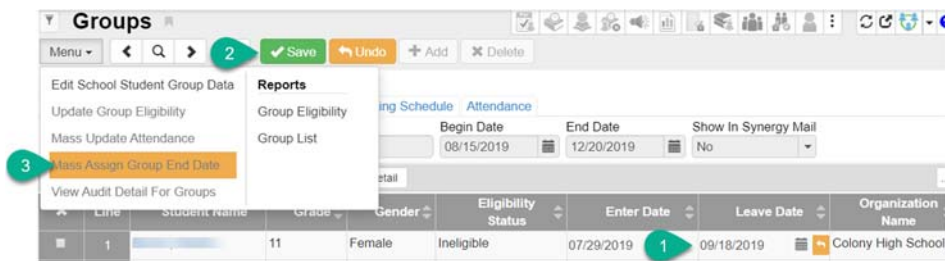 Groups
Menu 2 Save Undo Add Delete
Edit School Student Group Data Reports
Update Group Eligibility Group Eligibility ing Schedule Attendance
Mass Update Attendance Group List Begin Date End Date Show In Synergy Mail
08/15/2019 12/20/2019 No
3 Mass Assign Group End Date
etail
View Audit Detail For Groups
Line Student Name Grade Gender Eligibility Status Enter Date Leave Date Organization Name
1 11 Female Ineligible 07/29/2019 1 09/18/2019 Colony High School